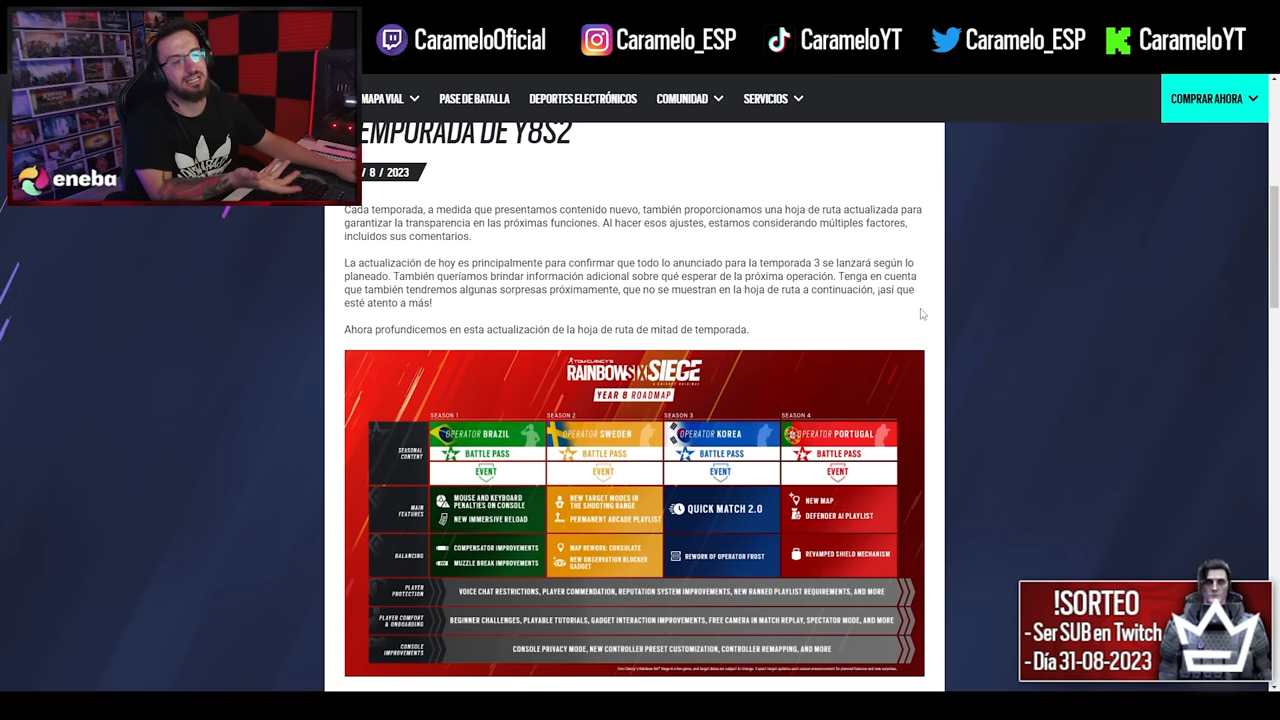 CarameloOficial
Caramelo_ESP
CarameloYT
Caramelo_ESP
CarameloYT
MAPA VIAL
PASE DE BATALLA
DEPORTES ELECTRÓNICOS
COMUNIDAD
SERVICIOS
COMPRAR AHORA
eneba
TEMPORADA DE Y8S2
/ 8 / 2023
Cada temporada, a medida que presentamos contenido nuevo, también proporcionamos una hoja de ruta actualizada para
garantizar la transparencia en las próximas funciones. Al hacer esos ajustes, estamos considerando múltiples factores,
incluidos sus comentarios.
La actualización de hoy es principalmente para confirmar que todo lo anunciado para la temporada 3 se lanzará según lo
planeado. También queríamos brindar información adicional sobre qué esperar de la próxima operación. Tenga en cuenta
que también tendremos algunas sorpresas próximamente, que no se muestran en la hoja de ruta a continuación, ¡así que
esté atento a más!
Ahora profundicemos en esta actualización de la hoja de ruta de mitad de temporada.
TOM CLANCY'S
RAINBOW SIX SIEGE
YEAR 8 ROADMAP
SEASON 1
SEASON 2
SEASON 3
SEASON 4
SEASONAL
CONTENT
OPERATOR BRAZIL
OPERATOR SWEDEN
OPERATOR KOREA
OPERATOR PORTUGAL
BATTLE PASS
BATTLE PASS
BATTLE PASS
BATTLE PASS
EVENT
EVENT
EVENT
EVENT
MAIN
FEATURES
MOUSE AND KEYBOARD
PENALTIES ON CONSOLE
NEW IMMERSIVE RELOAD
NEW TARGET MODES IN
THE SHOOTING RANGE
PERMANENT ARCADE PLAYLIST
QUICK MATCH 2.0
NEW MAP
DEFENDER AI PLAYLIST
BALANCING
COMPENSATOR IMPROVEMENTS
MUZZLE BREAK IMPROVEMENTS
MAP REWORK: CONSULATE
NEW OBSERVATION BLOCKER
GADGET
REWORK OF OPERATOR FROST
REVAMPED SHIELD MECHANISM
PLAYER
PROTECTION
VOICE CHAT RESTRICTIONS, PLAYER COMMENDATION, REPUTATION SYSTEM IMPROVEMENTS, NEW RANKED PLAYLIST REQUIREMENTS, AND MORE
PLAYER COMFORT
& ONBOARDING
BEGINNER CHALLENGES, PLAYABLE TUTORIALS, GADGET INTERACTION IMPROVEMENTS, FREE CAMERA IN MATCH REPLAY, SPECTATOR MODE, AND MORE
CONSOLE
IMPROVEMENTS
CONSOLE PRIVACY MODE, NEW CONTROLLER PRESET CUSTOMIZATION, CONTROLLER REMAPPING, AND MORE
!SORTEO
- Ser SUB en Twitch
- Día 31-08-2023